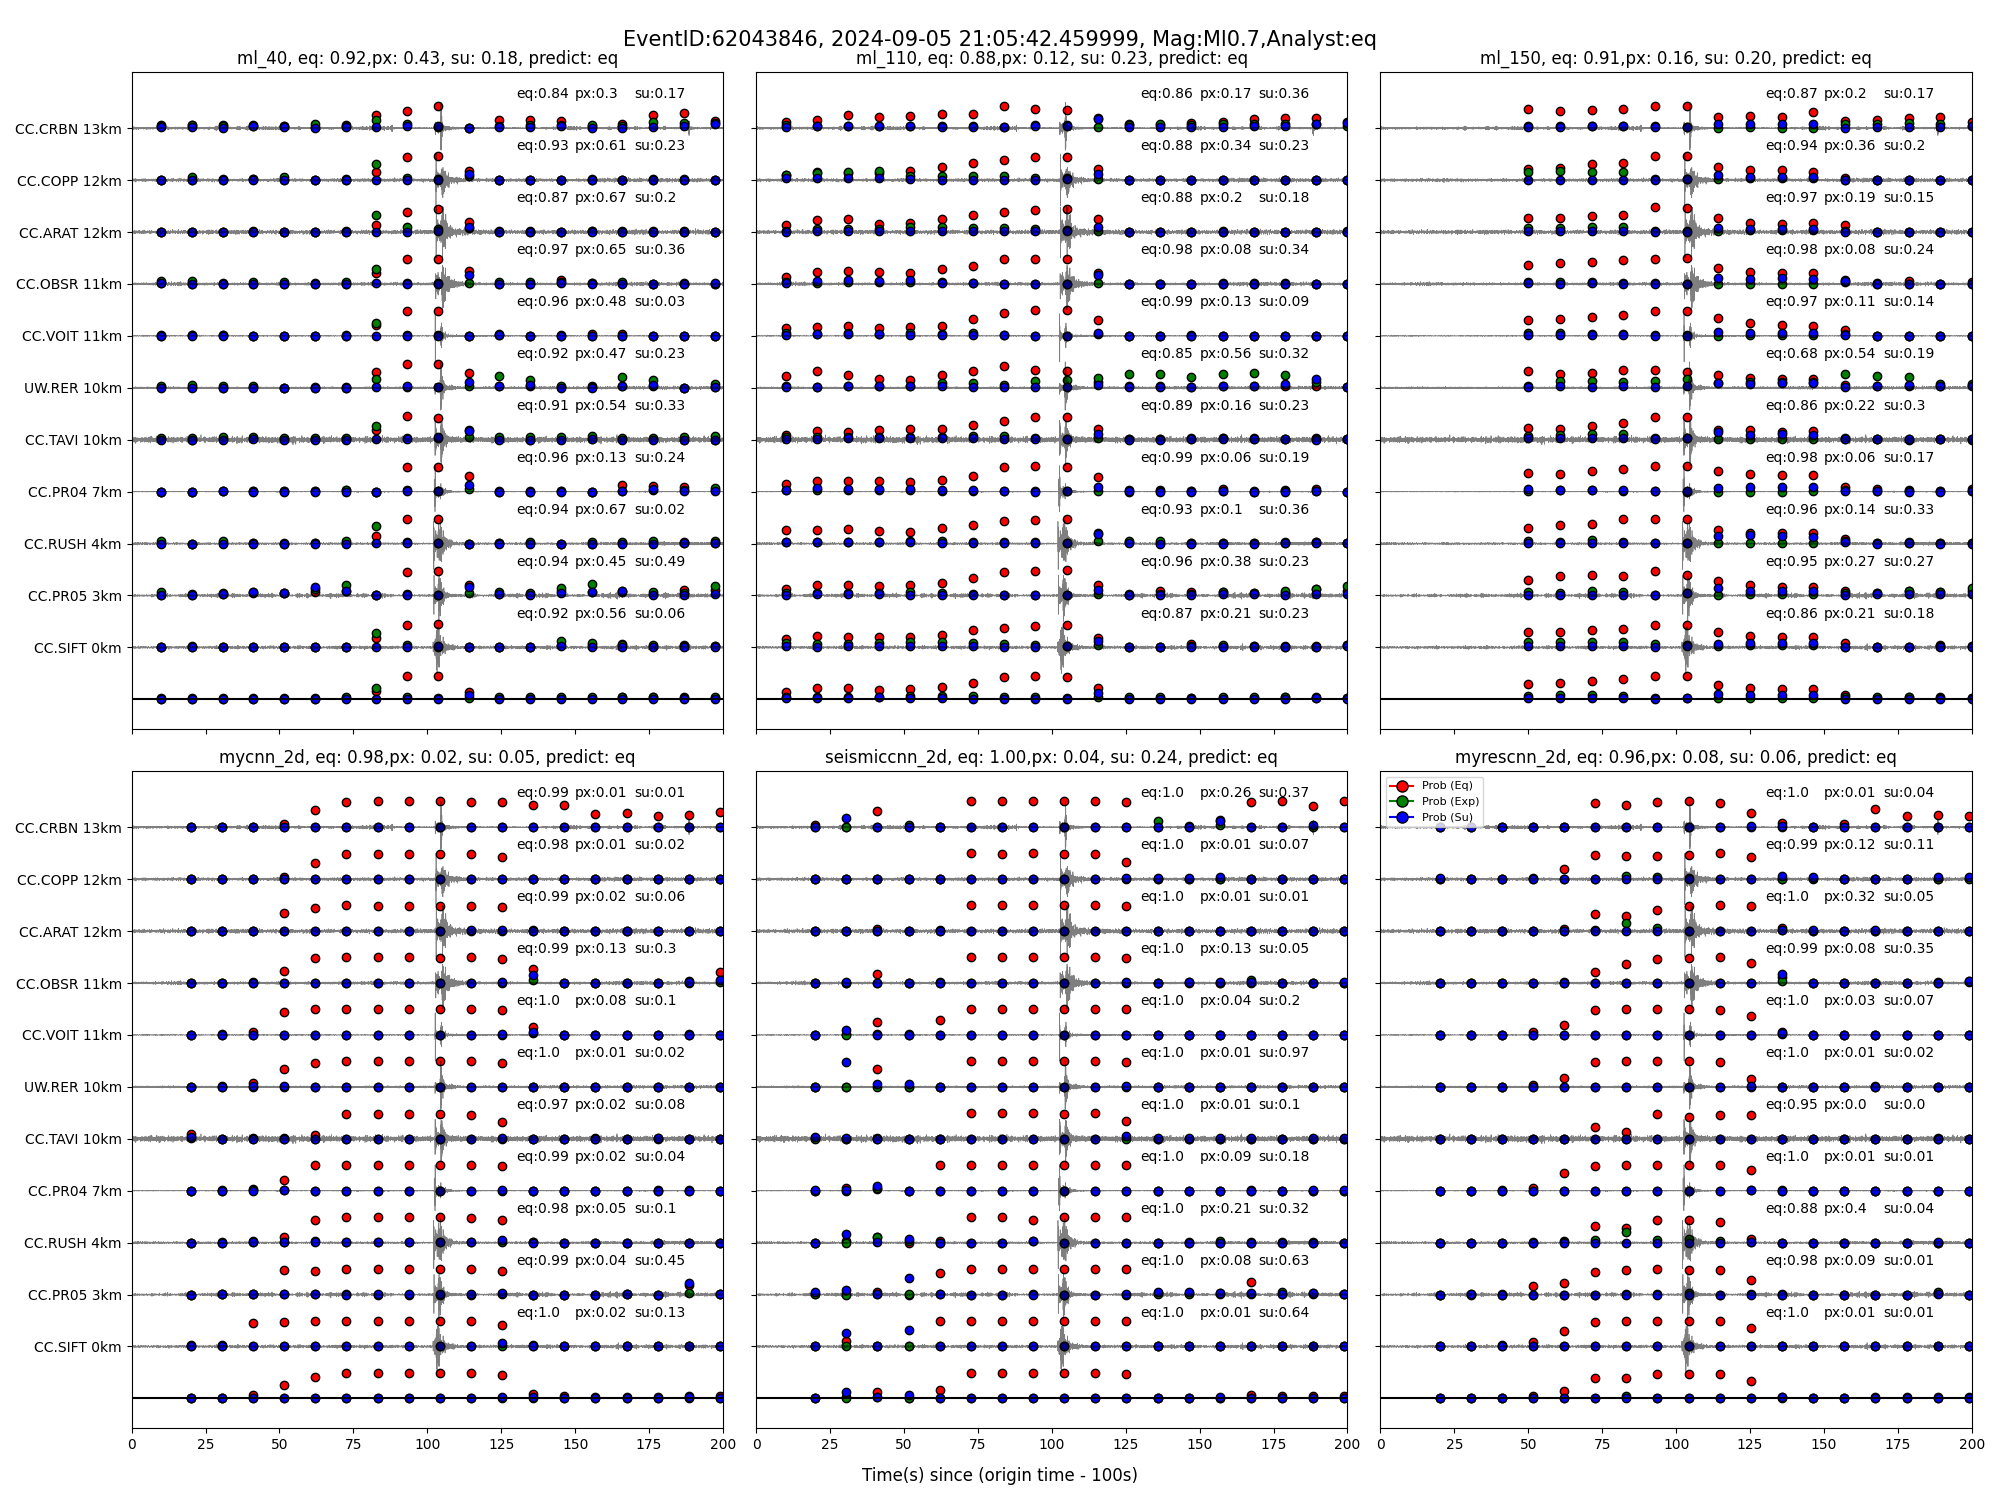 EventID:62043846, 2024-09-05 21:05:42.459999, Mag:Ml0.7,Analyst:eq
ml_40, eq: 0.92,px: 0.43, su: 0.18, predict: eq
CC.CRBN 13km
eq:0.84 px:0.3 su:0.17
CC.COPP 12km
eq:0.93 px:0.61 su:0.23
CC.ARAT 12km
eq:0.87 px:0.67 su:0.2
CC.OBSR 11km
eq:0.97 px:0.65 su:0.36
CC.VOIT 11km
eq:0.96 px:0.48 su:0.03
UW.RER 10km
eq:0.92 px:0.47 su:0.23
CC.TAVI 10km
eq:0.91 px:0.54 su:0.33
CC.PR04 7km
eq:0.96 px:0.13 su:0.24
CC.RUSH 4km
eq:0.94 px:0.67 su:0.02
CC.PR05 3km
eq:0.94 px:0.45 su:0.49
CC.SIFT 0km
eq:0.92 px:0.56 su:0.06
ml_110, eq: 0.88,px: 0.12, su: 0.23, predict: eq
eq:0.86 px:0.17 su:0.36
eq:0.88 px:0.34 su:0.23
eq:0.88 px:0.2 su:0.18
eq:0.98 px:0.08 su:0.34
eq:0.99 px:0.13 su:0.09
eq:0.85 px:0.56 su:0.32
eq:0.89 px:0.16 su:0.23
eq:0.99 px:0.06 su:0.19
eq:0.93 px:0.1 su:0.36
eq:0.96 px:0.38 su:0.23
eq:0.87 px:0.21 su:0.23
ml_150, eq: 0.91,px: 0.16, su: 0.20, predict: eq
eq:0.87 px:0.2 su:0.17
eq:0.94 px:0.36 su:0.2
eq:0.97 px:0.19 su:0.15
eq:0.98 px:0.08 su:0.24
eq:0.97 px:0.11 su:0.14
eq:0.68 px:0.54 su:0.19
eq:0.86 px:0.22 su:0.3
eq:0.98 px:0.06 su:0.17
eq:0.96 px:0.14 su:0.33
eq:0.95 px:0.27 su:0.27
eq:0.86 px:0.21 su:0.18
mycnn_2d, eq: 0.98,px: 0.02, su: 0.05, predict: eq
CC.CRBN 13km
eq:0.99 px:0.01 su:0.01
CC.COPP 12km
eq:0.98 px:0.01 su:0.02
CC.ARAT 12km
eq:0.99 px:0.02 su:0.06
CC.OBSR 11km
eq:0.99 px:0.13 su:0.3
CC.VOIT 11km
eq:1.0 px:0.08 su:0.1
UW.RER 10km
eq:1.0 px:0.01 su:0.02
CC.TAVI 10km
eq:0.97 px:0.02 su:0.08
CC.PR04 7km
eq:0.99 px:0.02 su:0.04
CC.RUSH 4km
eq:0.98 px:0.05 su:0.1
CC.PR05 3km
eq:0.99 px:0.04 su:0.45
CC.SIFT 0km
eq:1.0 px:0.02 su:0.13
0 25 50 75 100 125 150 175 200
seismiccnn_2d, eq: 1.00,px: 0.04, su: 0.24, predict: eq
eq:1.0 px:0.26 su:0.37
eq:1.0 px:0.01 su:0.07
eq:1.0 px:0.01 su:0.01
eq:1.0 px:0.13 su:0.05
eq:1.0 px:0.04 su:0.2
eq:1.0 px:0.01 su:0.97
eq:1.0 px:0.01 su:0.1
eq:1.0 px:0.09 su:0.18
eq:1.0 px:0.21 su:0.32
eq:1.0 px:0.08 su:0.63
eq:1.0 px:0.01 su:0.64
0 25 50 75 100 125 150 175 200
myrescnn_2d, eq: 0.96,px: 0.08, su: 0.06, predict: eq
Prob (Eq)
Prob (Exp)
Prob (Su)
eq:1.0 px:0.01 su:0.04
eq:0.99 px:0.12 su:0.11
eq:1.0 px:0.32 su:0.05
eq:0.99 px:0.08 su:0.35
eq:1.0 px:0.03 su:0.07
eq:1.0 px:0.01 su:0.02
eq:0.95 px:0.0 su:0.0
eq:1.0 px:0.01 su:0.01
eq:0.88 px:0.4 su:0.04
eq:0.98 px:0.09 su:0.01
eq:1.0 px:0.01 su:0.01
0 25 50 75 100 125 150 175 200
Time(s) since (origin time - 100s)